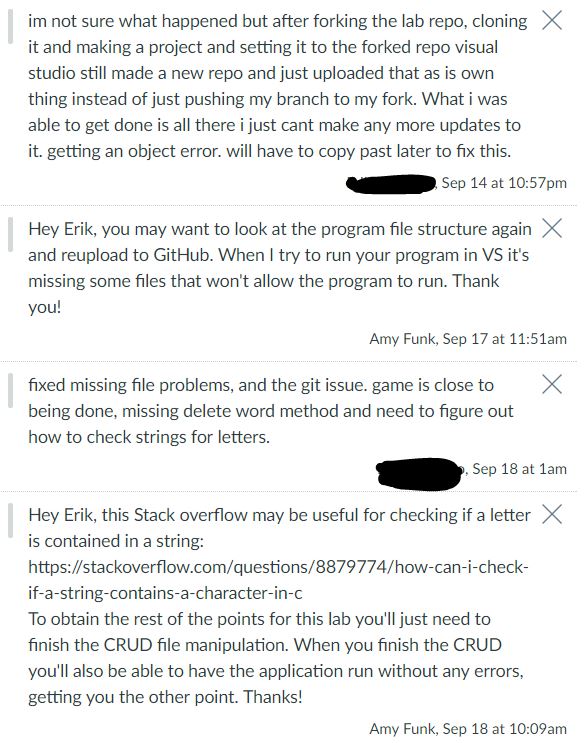 im not sure what happened but after forking the lab repo, cloning
it and making a project and setting it to the forked repo visual
studio still made a new repo and just uploaded that as is own
thing instead of just pushing my branch to my fork. What i was
able to get done is all there i just cant make any more updates to
it. getting an object error. will have to copy past later to fix this.
, Sep 14 at 10:57pm
Hey Erik, you may want to look at the program file structure again
and reupload to GitHub. When I try to run your program in VS it's
missing some files that won't allow the program to run. Thank
you!
Amy Funk, Sep 17 at 11:51am
fixed missing file problems, and the git issue. game is close to
being done, missing delete word method and need to figure out
how to check strings for letters.
, Sep 18 at 1am
Hey Erik, this Stack overflow may be useful for checking if a letter
is contained in a string:
https://stackoverflow.com/questions/8879774/how-can-i-check-
if-a-string-contains-a-character-in-c
To obtain the rest of the points for this lab you'll just need to
finish the CRUD file manipulation. When you finish the CRUD
you'll also be able to have the application run without any errors,
getting you the other point. Thanks!
Amy Funk, Sep 18 at 10:09am